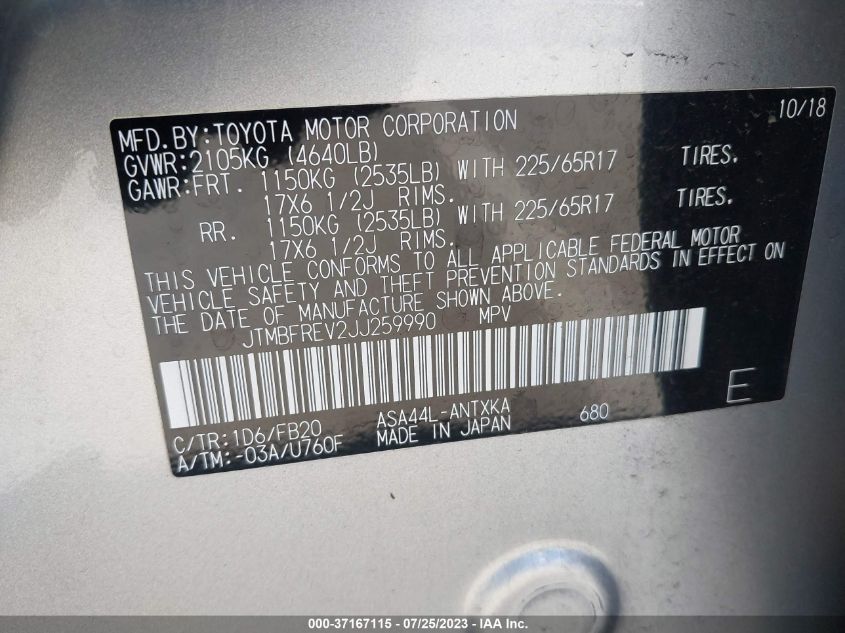 10/18
MFD.BY:TOYOTA MOTOR CORPORATION
GVWR:2105KG (4640LB)
GAWR:FRT. 1150KG (2535LB) WITH 225/65R17 TIRES.
17X6 1/2J RIMS.
RR. 1150KG (2535LB) WITH 225/65R17 TIRES.
17X6 1/2J RIMS.
THIS VEHICLE CONFORMS TO ALL APPLICABLE FEDERAL MOTOR
VEHICLE SAFETY AND THEFT PREVENTION STANDARDS IN EFFECT ON
THE DATE OF MANUFACTURE SHOWN ABOVE.
JTMBFREV2JJ259990 MPV
E
C/TR:1D6/FB20 ASA44L-ANTXKA 680
A/TM:-03A/U760F MADE IN JAPAN
000-37167115 - 07/25/2023 - © IAA Inc.